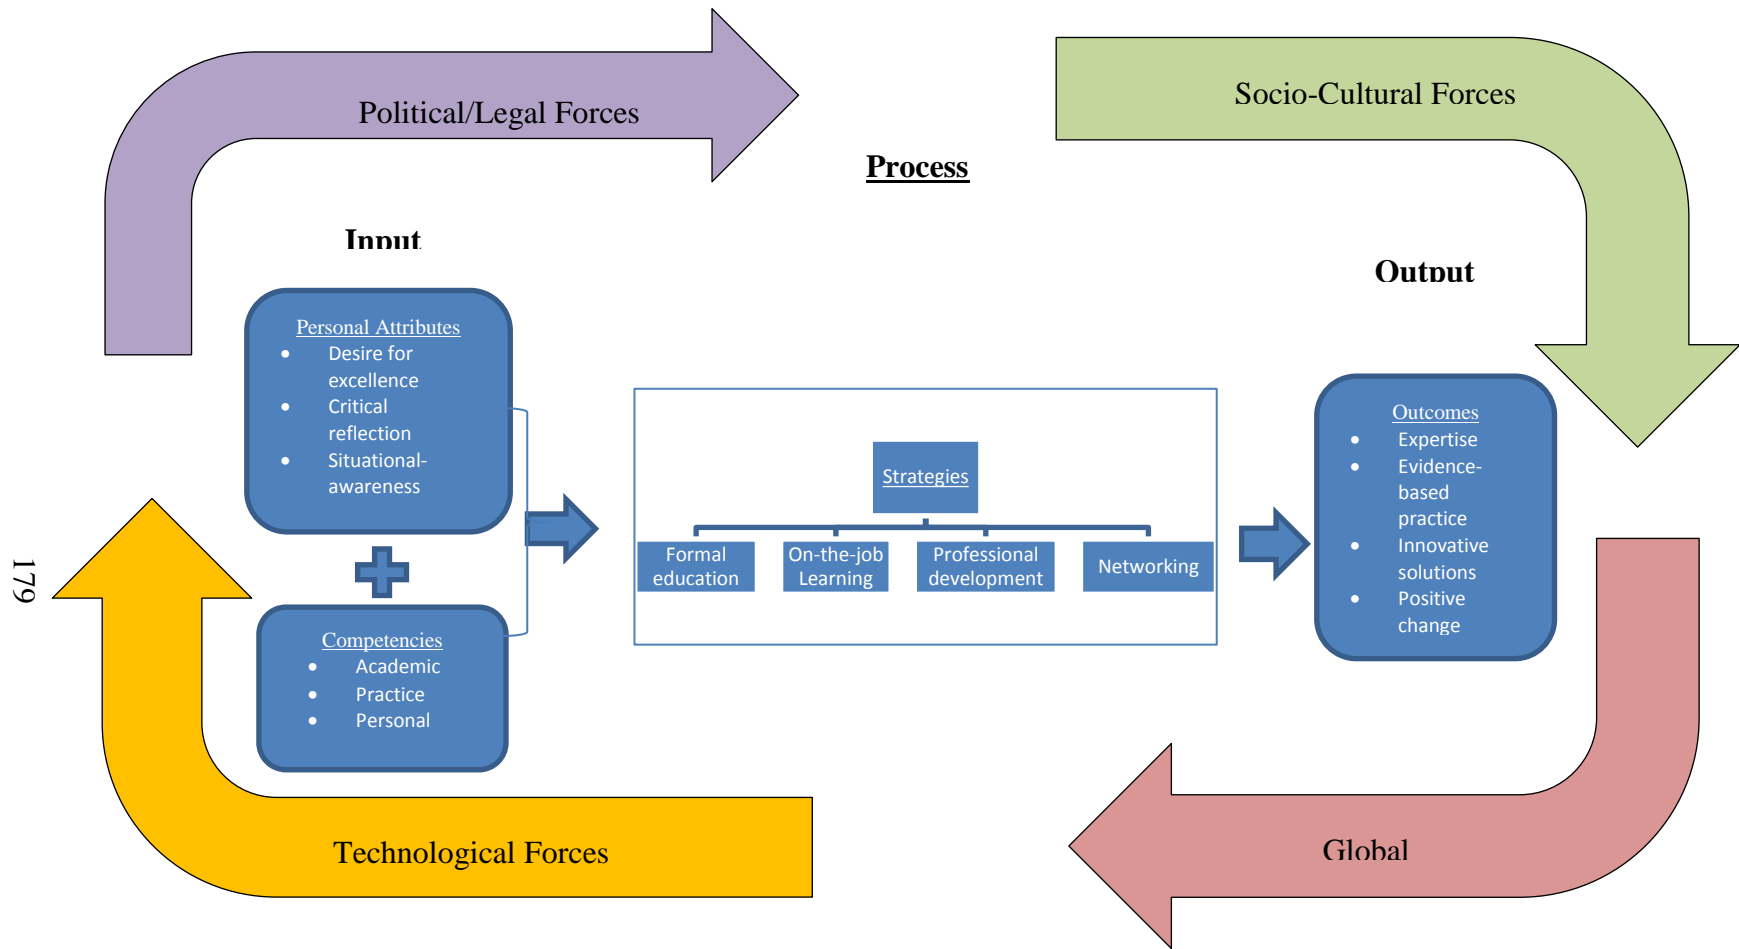 Political/Legal Forces
Socio-Cultural Forces
Process
Input
Output
Personal Attributes
• Desire for
excellence
• Critical
reflection
• Situational-
awareness
Competencies
• Academic
• Practice
• Personal
Strategies
Formal
education
On-the-job
Learning
Professional
development
Networking
Outcomes
• Expertise
• Evidence-
based
practice
• Innovative
solutions
• Positive
change
Technological Forces
Global
179